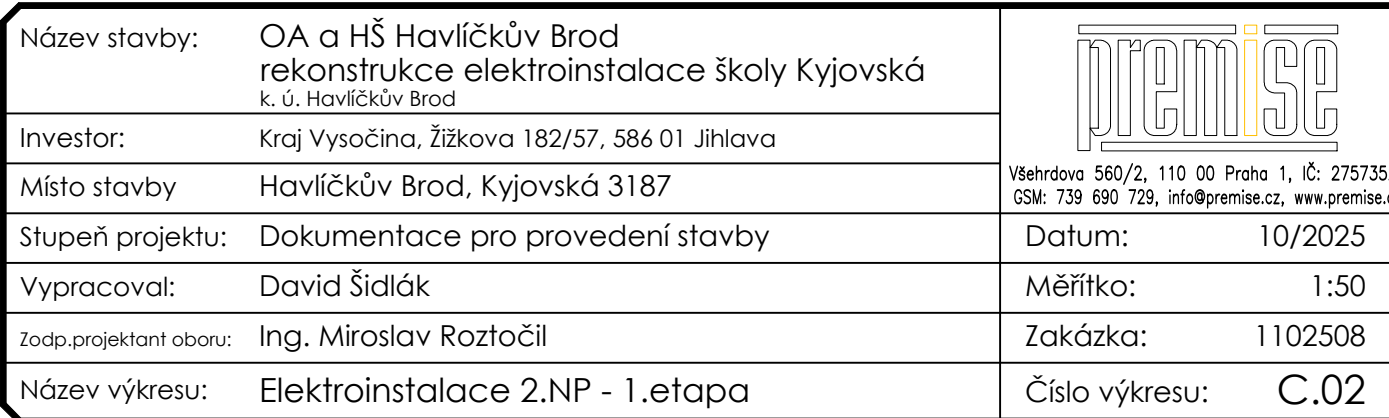 Název stavby: OA a HŠ Havlíčkův Brod
rekonstrukce elektroinstalace školy Kyjovská
k. ú. Havlíčkův Brod
premise
Všehrdova 560/2, 110 00 Praha 1, IČ: 275735
GSM: 739 690 729, info@premise.cz, www.premise.c
Investor: Kraj Vysočina, Žižkova 182/57, 586 01 Jihlava
Místo stavby Havlíčkův Brod, Kyjovská 3187
Stupeň projektu: Dokumentace pro provedení stavby
Datum: 10/2025
Vypracoval: David Šidlák
Měřítko: 1:50
Zodp.projektant oboru: Ing. Miroslav Roztočil
Zakázka: 1102508
Název výkresu: Elektroinstalace 2.NP - 1.etapa
Číslo výkresu: C.02